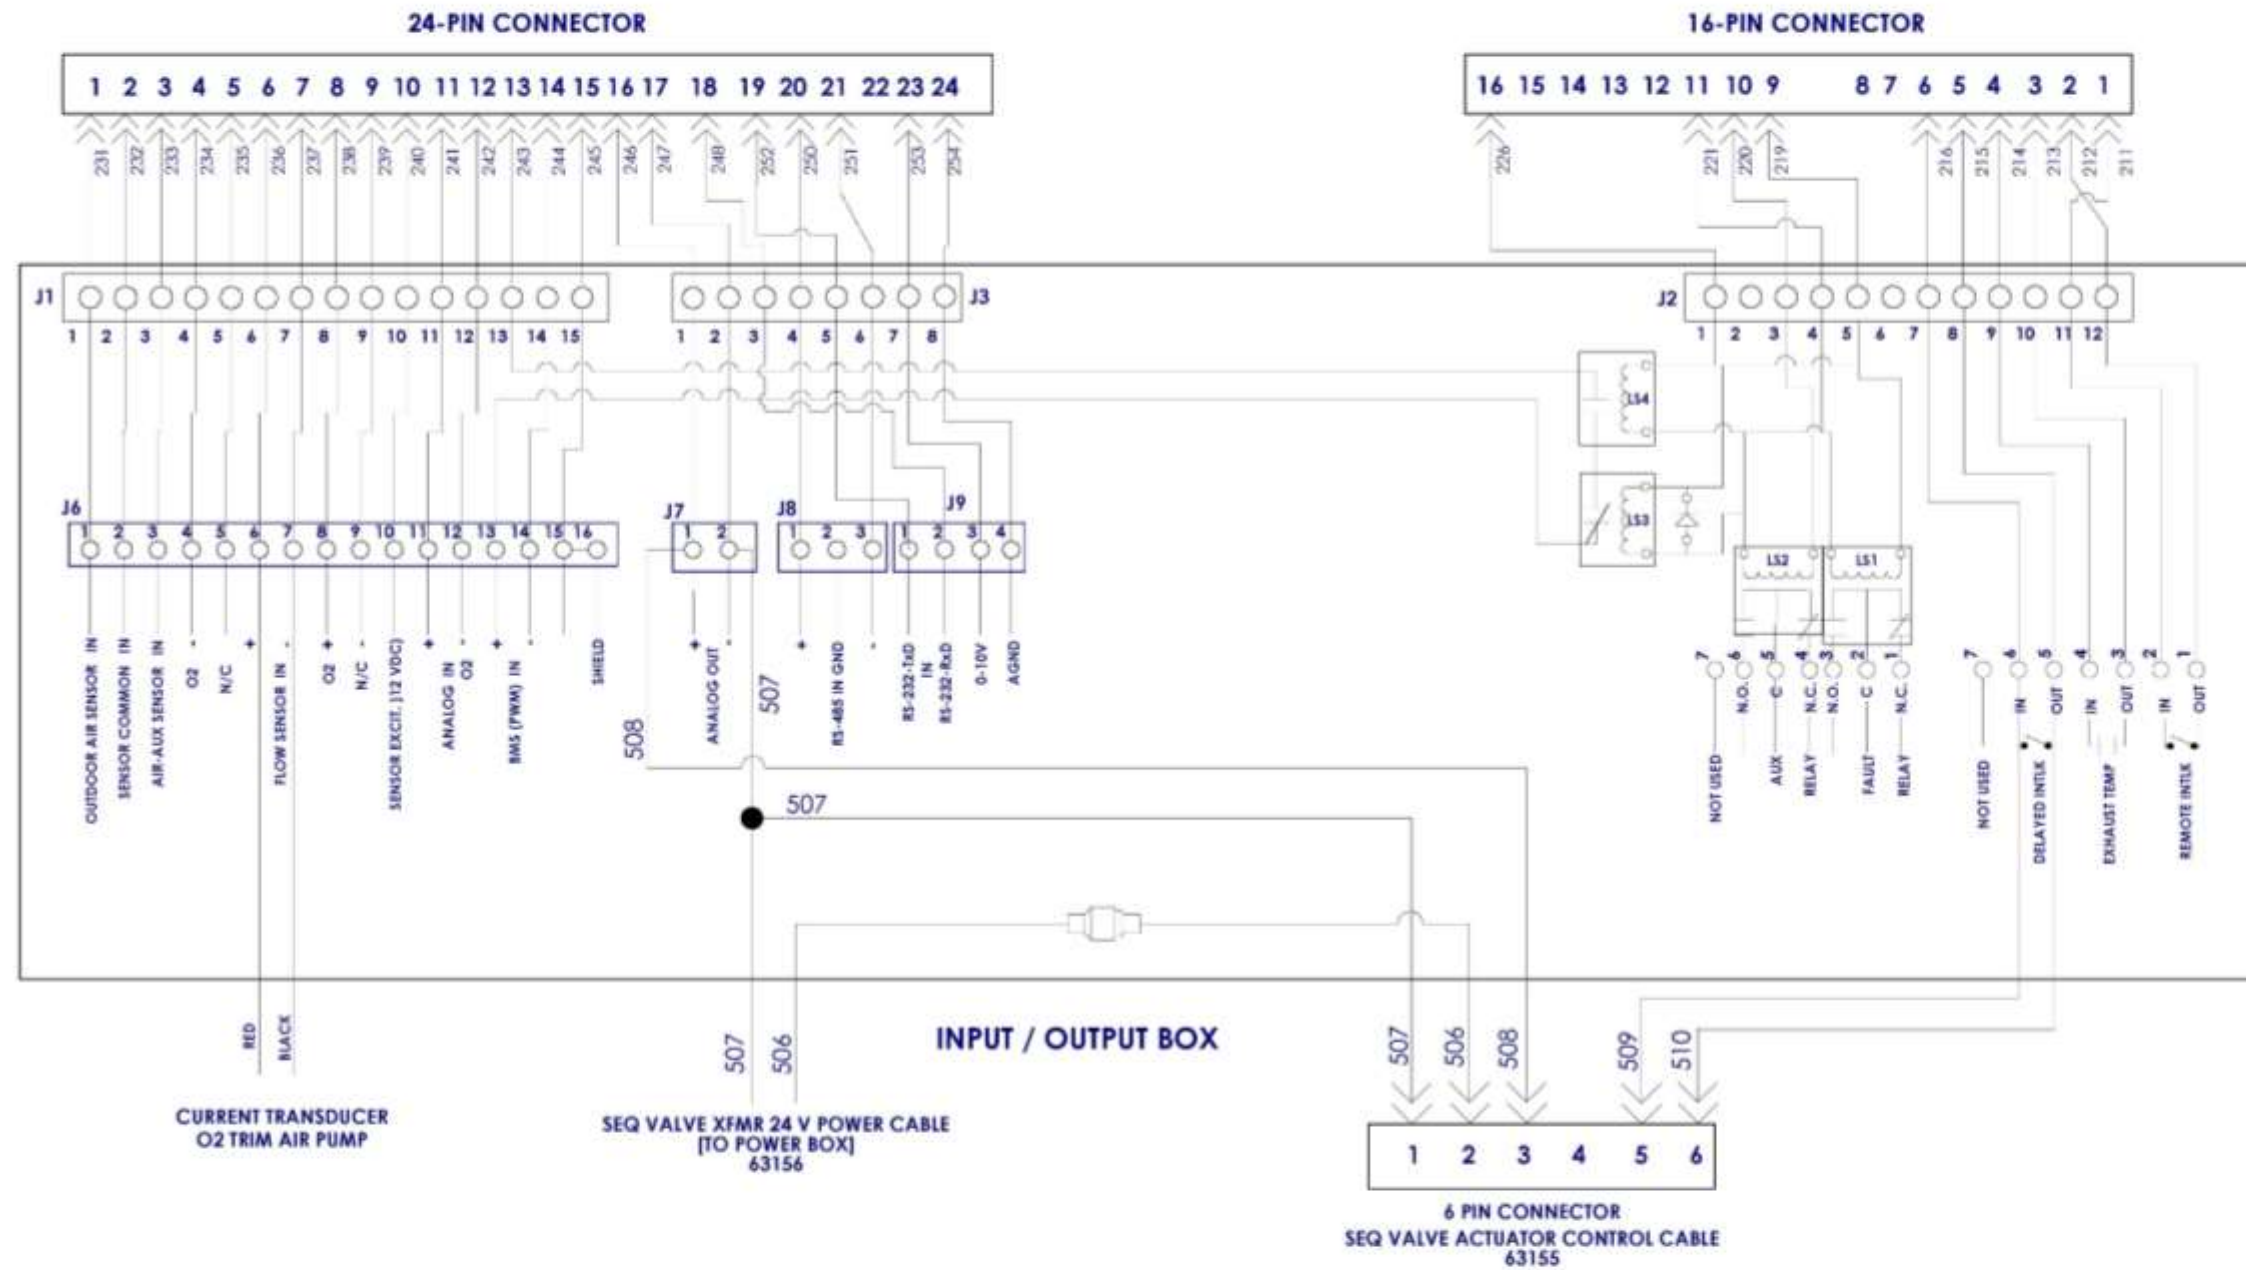 24-PIN CONNECTOR
16-PIN CONNECTOR
1 2 3 4 5 6 7 8 9 10 11 12 13 14 15 16 17 18 19 20 21 22 23 24
16 15 14 13 12 11 10 9 8 7 6 5 4 3 2 1
231 232 233 234 235 236 237 238 239 240 241 242 243 244 245 246 247 248 252 250 251 253 254
226 221 220 219 216 215 214 213 212 211
J1
J3
J2
1 2 3 4 5 6 7 8 9 10 11 12 13 14 15
1 2 3 4 5 6 7 8
1 2 3 4 5 6 7 8 9 10 11 12
LS4
LS3
LS2
LS1
J6
J7
J8
J9
1 2 3 4 5 6 7 8 9 10 11 12 13 14 15 16
1 2
1 2 3
1 2 3 4
OUTDOOR AIR SENSOR IN
SENSOR COMMON IN
AIR-AUX SENSOR IN
-
O2
N/C
+
-
FLOW SENSOR IN
+
O2
-
N/C
SENSOR EXCIT. )12 VDC)
+
-
ANALOG IN
O2
+
-
BMS (PWM) IN
SHIELD
+
-
ANALOG OUT
+
RS-485 IN GND
-
RS-232-TxD
IN
RS-232-RxD
0-10V
AGND
7 6 5 4 3 2 1
N.O. C N.C. N.O. C N.C.
NOT USED
AUX
RELAY
FAULT
RELAY
7 6 5 4 3 2 1
IN OUT IN OUT IN OUT
NOT USED
DELAYED INTLK
EXHAUST TEMP
REMOTE INTLK
508
507
507
RED
BLACK
507
506
INPUT / OUTPUT BOX
507
506
508
509
510
CURRENT TRANSDUCER
O2 TRIM AIR PUMP
SEQ VALVE XFMR 24 V POWER CABLE
[TO POWER BOX]
63156
1 2 3 4 5 6
6 PIN CONNECTOR
SEQ VALVE ACTUATOR CONTROL CABLE
63155